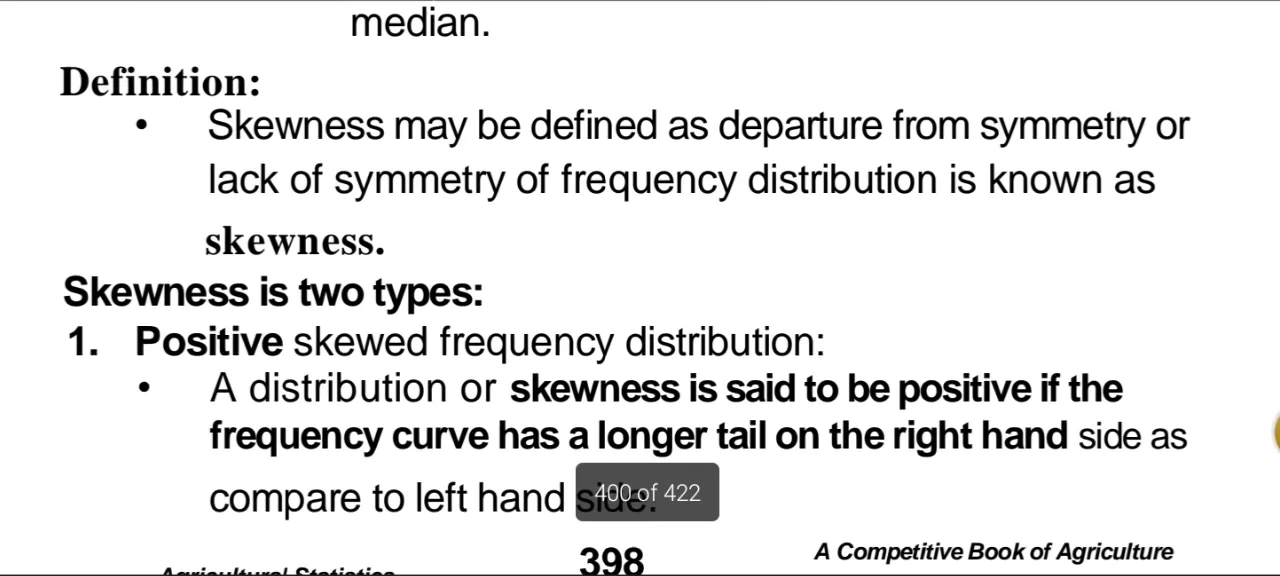 median.
Definition:
• Skewness may be defined as departure from symmetry or
lack of symmetry of frequency distribution is known as
skewness.
Skewness is two types:
1. Positive skewed frequency distribution:
• A distribution or skewness is said to be positive if the
frequency curve has a longer tail on the right hand side as
compare to left hand side.
400 of 422
A Competitive Book of Agriculture
398
Agricultural Statistics